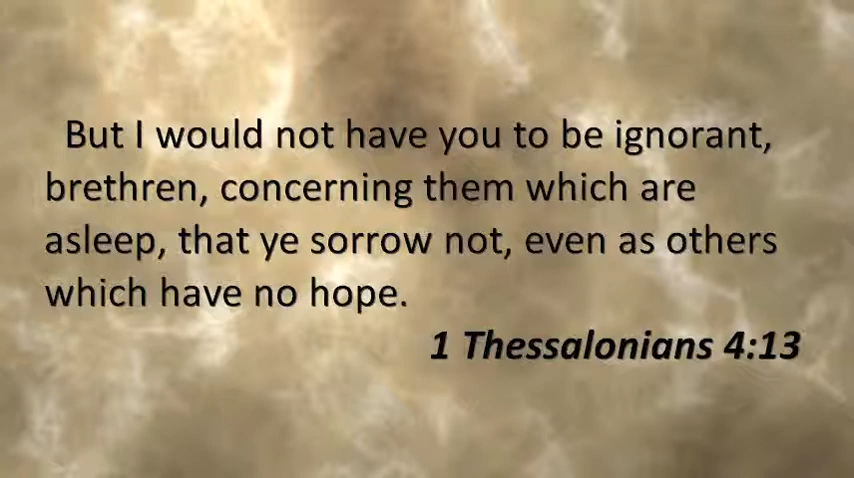 But I would not have you to be ignorant,
brethren, concerning them which are
asleep, that ye sorrow not, even as others
which have no hope.
1 Thessalonians 4:13